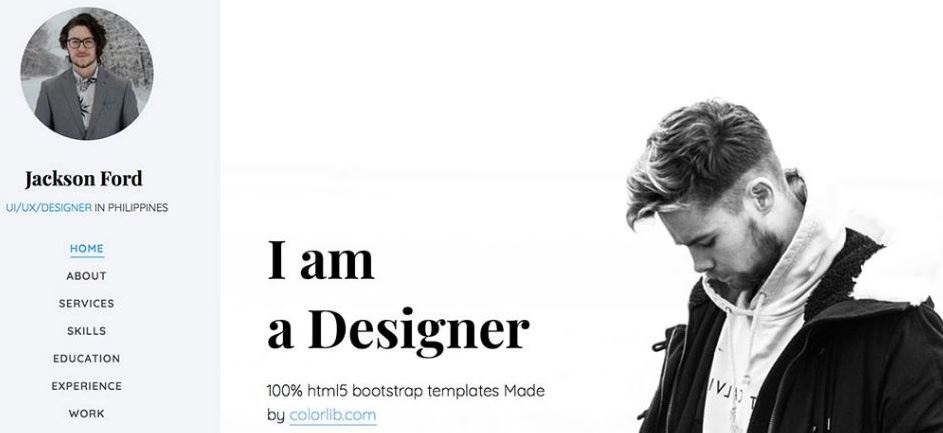 Jackson Ford
UI/UX/DESIGNER IN PHILIPPINES
HOME
ABOUT
SERVICES
SKILLS
EDUCATION
EXPERIENCE
WORK
I am
a Designer
100% html5 bootstrap templates Made
by colorlib.com